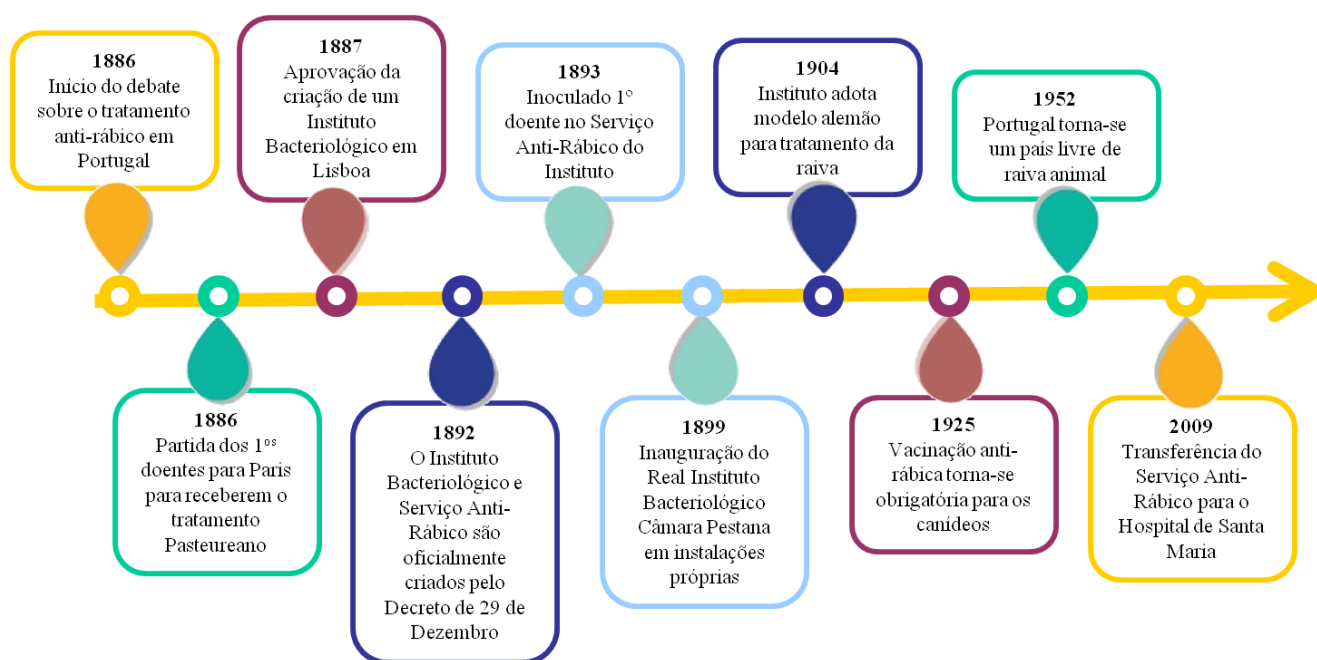 1886
Início do debate
sobre o tratamento
anti-rábico em
Portugal
1886
Partida dos 1ºˢ
doentes para Paris
para receberem o
tratamento
Pasteureano
1887
Aprovação da
criação de um
Instituto
Bacteriológico em
Lisboa
1892
O Instituto
Bacteriológico e
Serviço Anti-
Rábico são
oficialmente
criados pelo
Decreto de 29 de
Dezembro
1893
Inoculado 1°
doente no Serviço
Anti-Rábico do
Instituto
1899
Inauguração do
Real Instituto
Bacteriológico
Câmara Pestana
em instalações
próprias
1904
Instituto adota
modelo alemão
para tratamento da
raiva
1925
Vacinação anti-
rábica torna-se
obrigatória para os
canídeos
1952
Portugal torna-se
um país livre de
raiva animal
2009
Transferência do
Serviço Anti-
Rábico para o
Hospital de Santa
Maria